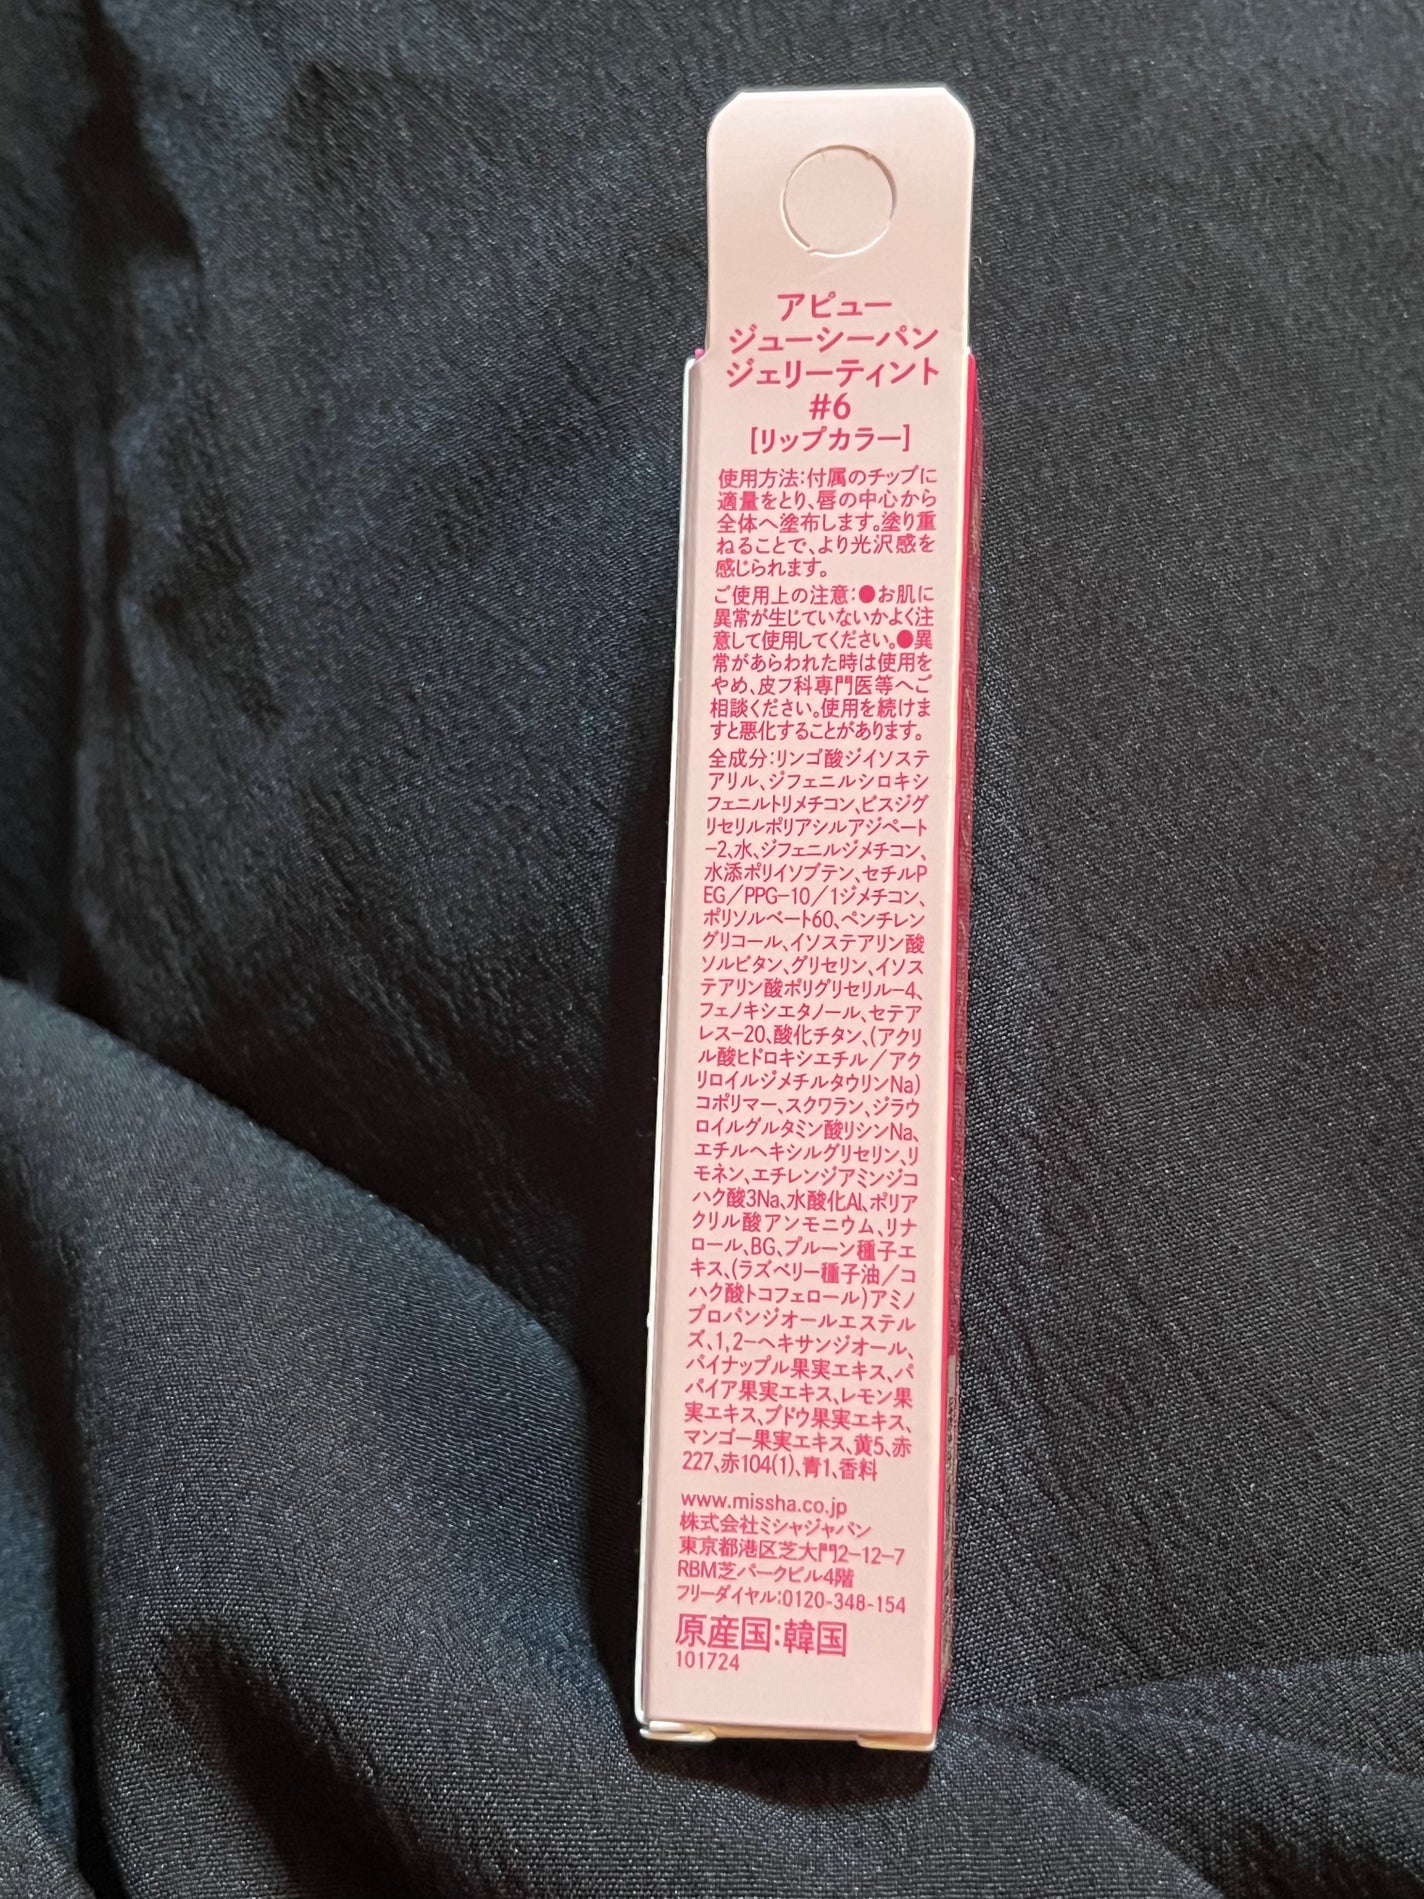 アピュー
ジューシーパン
ジェリーティント
#6
[リップカラー]
使用方法:付属のチップに
適量をとり、唇の中心から
全体へ塗布します。塗り重
ねることで、より光沢感を
感じられます。
ご使用上の注意:●お肌に
異常が生じていないかよく注
意して使用してください。●異
常があらわれた時は使用を
やめ、皮フ科専門医等へご
相談ください。使用を続けま
すと悪化することがあります。
全成分:リンゴ酸ジイソステ
アリル、ジフェニルシロキシ
フェニルトリメチコン、ビスジグ
リセリルポリアシルアジペート
-2、水、ジフェニルジメチコン、
水添ポリイソブテン、セチルP
EG/PPG-10/1ジメチコン、
ポリソルベート60、ペンチレン
グリコール、イソステアリン酸
ソルビタン、グリセリン、イソス
テアリン酸ポリグリセリル-4、
フェノキシエタノール、セテア
レス-20、酸化チタン、(アクリ
ル酸ヒドロキシエチル/アク
リロイルジメチルタウリンNa)
コポリマー、スクワラン、ジラウ
ロイルグルタミン酸リシンNa、
エチルヘキシルグリセリン、リ
モネン、エチレンジアミンジコ
ハク酸3Na、水酸化Al、ポリア
クリル酸アンモニウム、リナ
ロール、BG、プルーン種子エ
キス、(ラズベリー種子油/コ
ハク酸トコフェロール)アミノ
プロパンジオールエステル
ズ、1,2-ヘキサンジオール、
パイナップル果実エキス、パ
パイア果実エキス、レモン果
実エキス、ブドウ果実エキス、
マンゴー果実エキス、黄5、赤
227、赤104(1)、青1、香料
www.missha.co.jp
株式会社ミシャジャパン
東京都港区芝大門2-12-7
RBM芝パークビル4階
フリーダイヤル:0120-348-154
原産国:韓国
101724